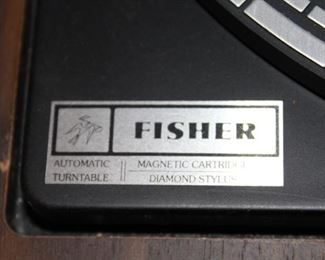 FISHER
AUTOMATIC || MAGNETIC CARTRIDGE
TURNTABLE || DIAMOND STYLUS